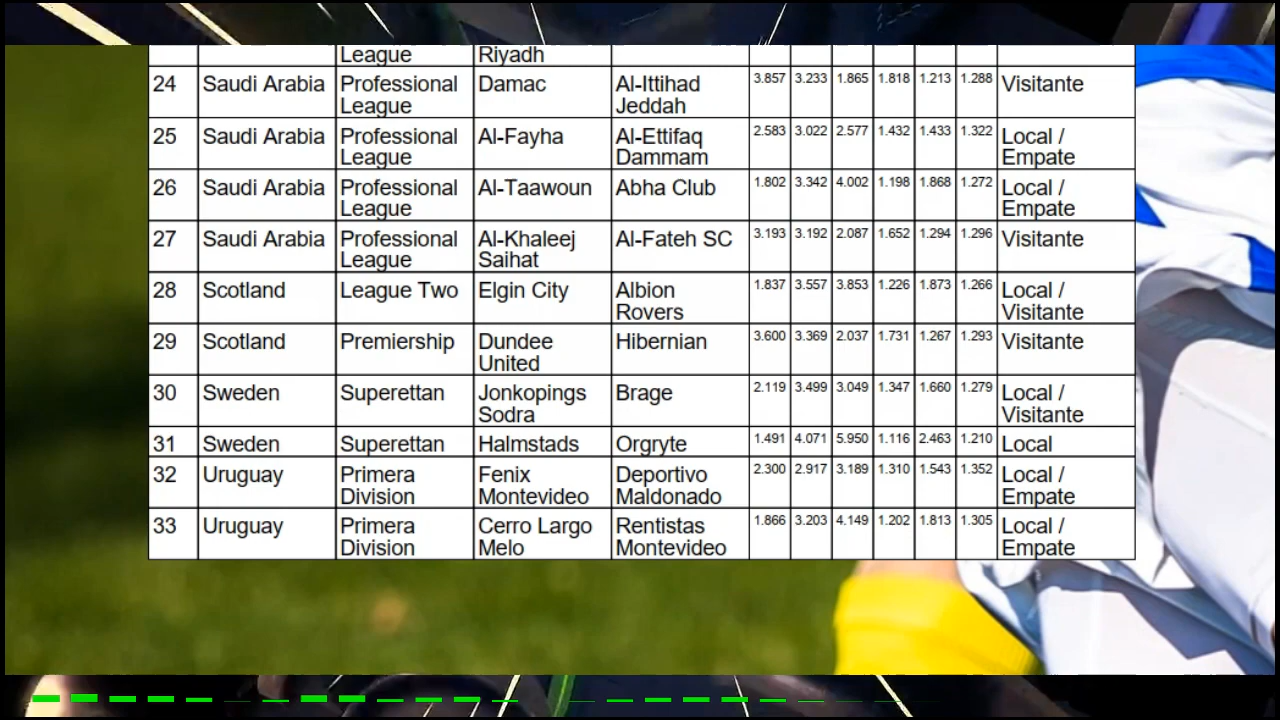 League Riyadh
24 Saudi Arabia Professional Damac Al-Ittihad 3.857 3.233 1.865 1.818 1.213 1.288 Visitante
League Jeddah
25 Saudi Arabia Professional Al-Fayha Al-Ettifaq 2.583 3.022 2.577 1.432 1.433 1.322 Local /
League Dammam Empate
26 Saudi Arabia Professional Al-Taawoun Abha Club 1.802 3.342 4.002 1.198 1.868 1.272 Local /
League Empate
27 Saudi Arabia Professional Al-Khaleej Al-Fateh SC 3.193 3.192 2.087 1.652 1.294 1.296 Visitante
League Saihat
28 Scotland League Two Elgin City Albion 1.837 3.557 3.853 1.226 1.873 1.266 Local /
Rovers Visitante
29 Scotland Premiership Dundee Hibernian 3.600 3.369 2.037 1.731 1.267 1.293 Visitante
United
30 Sweden Superettan Jonkopings Brage 2.119 3.499 3.049 1.347 1.660 1.279 Local /
Sodra Visitante
31 Sweden Superettan Halmstads Orgryte 1.491 4.071 5.950 1.116 2.463 1.210 Local
32 Uruguay Primera Fenix Deportivo 2.300 2.917 3.189 1.310 1.543 1.352 Local /
Division Montevideo Maldonado Empate
33 Uruguay Primera Cerro Largo Rentistas 1.866 3.203 4.149 1.202 1.813 1.305 Local /
Division Melo Montevideo Empate